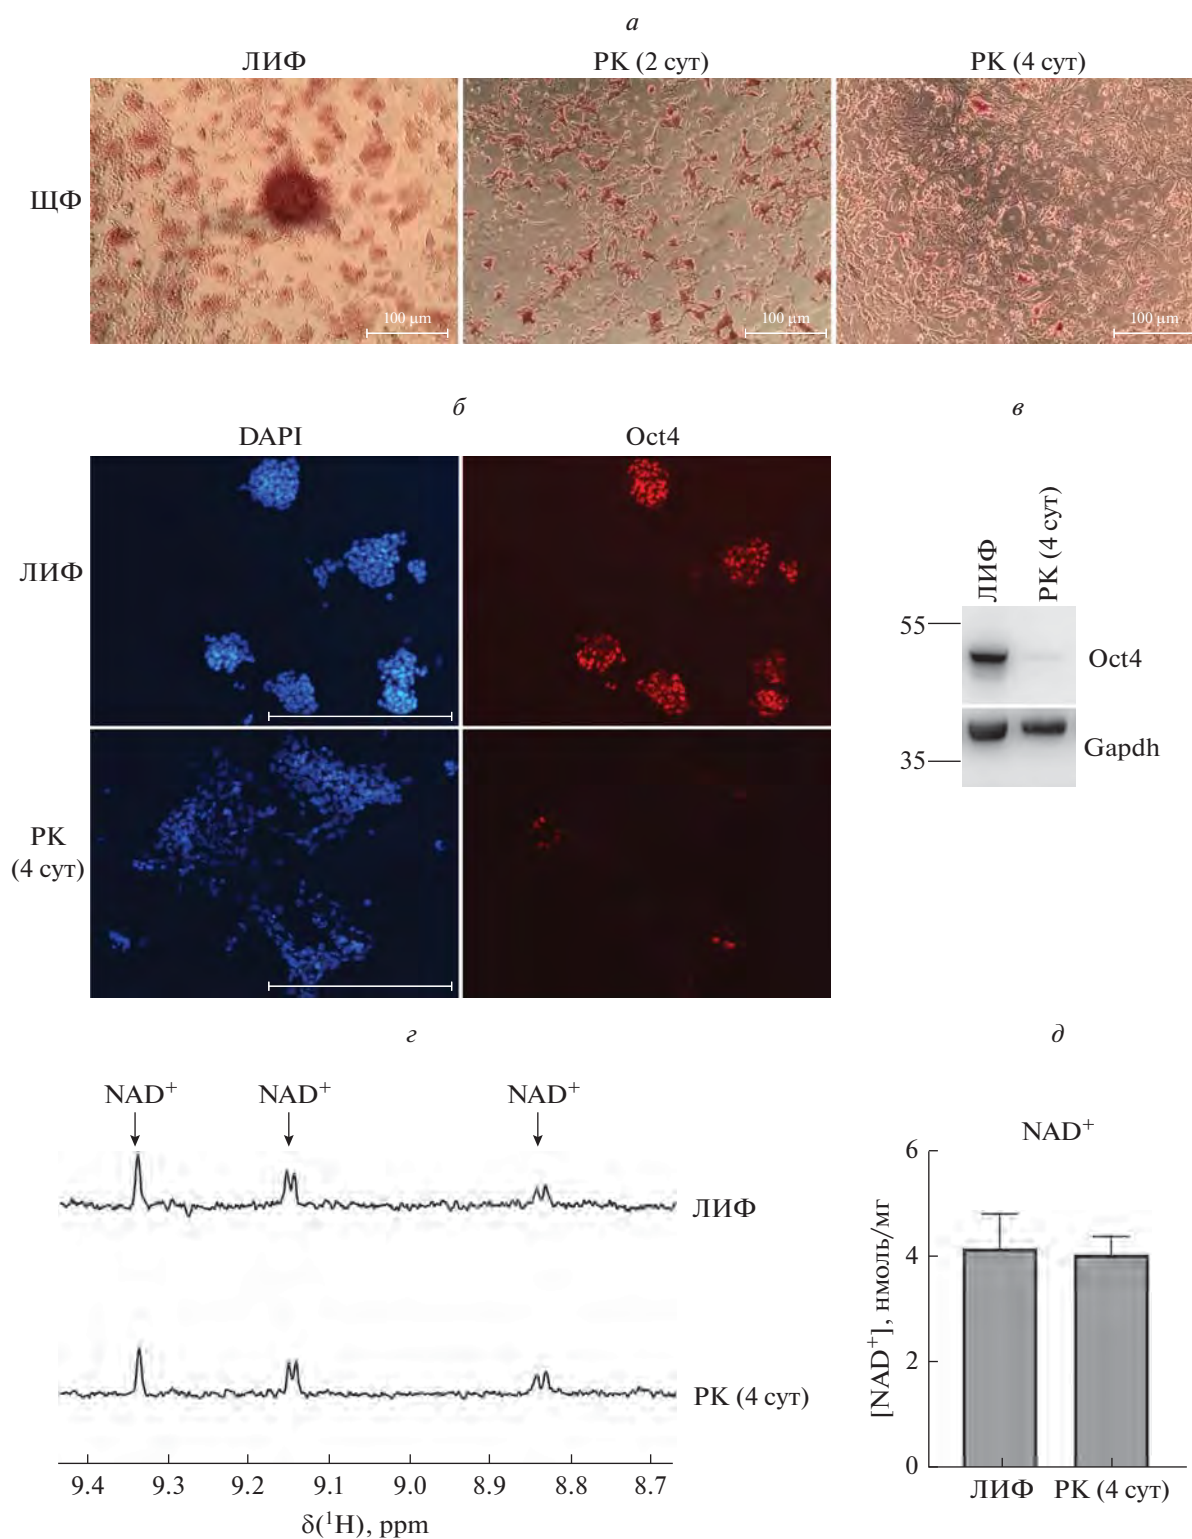 а
ЛИФ РК (2 сут) РК (4 сут)
ЩФ
100 µm 100 µm 100 µm
б
в
DAPI Oct4
ЛИФ
РК
(4 сут)
ЛИФ
РК (4 сут)
55
Oct4
35
Gapdh
г
д
NAD⁺ NAD⁺ NAD⁺
ЛИФ
РК (4 сут)
9.4 9.3 9.2 9.1 9.0 8.9 8.8 8.7
δ(¹H), ppm
NAD⁺
[NAD⁺], нмоль/мг
6
4
2
0
ЛИФ РК (4 сут)